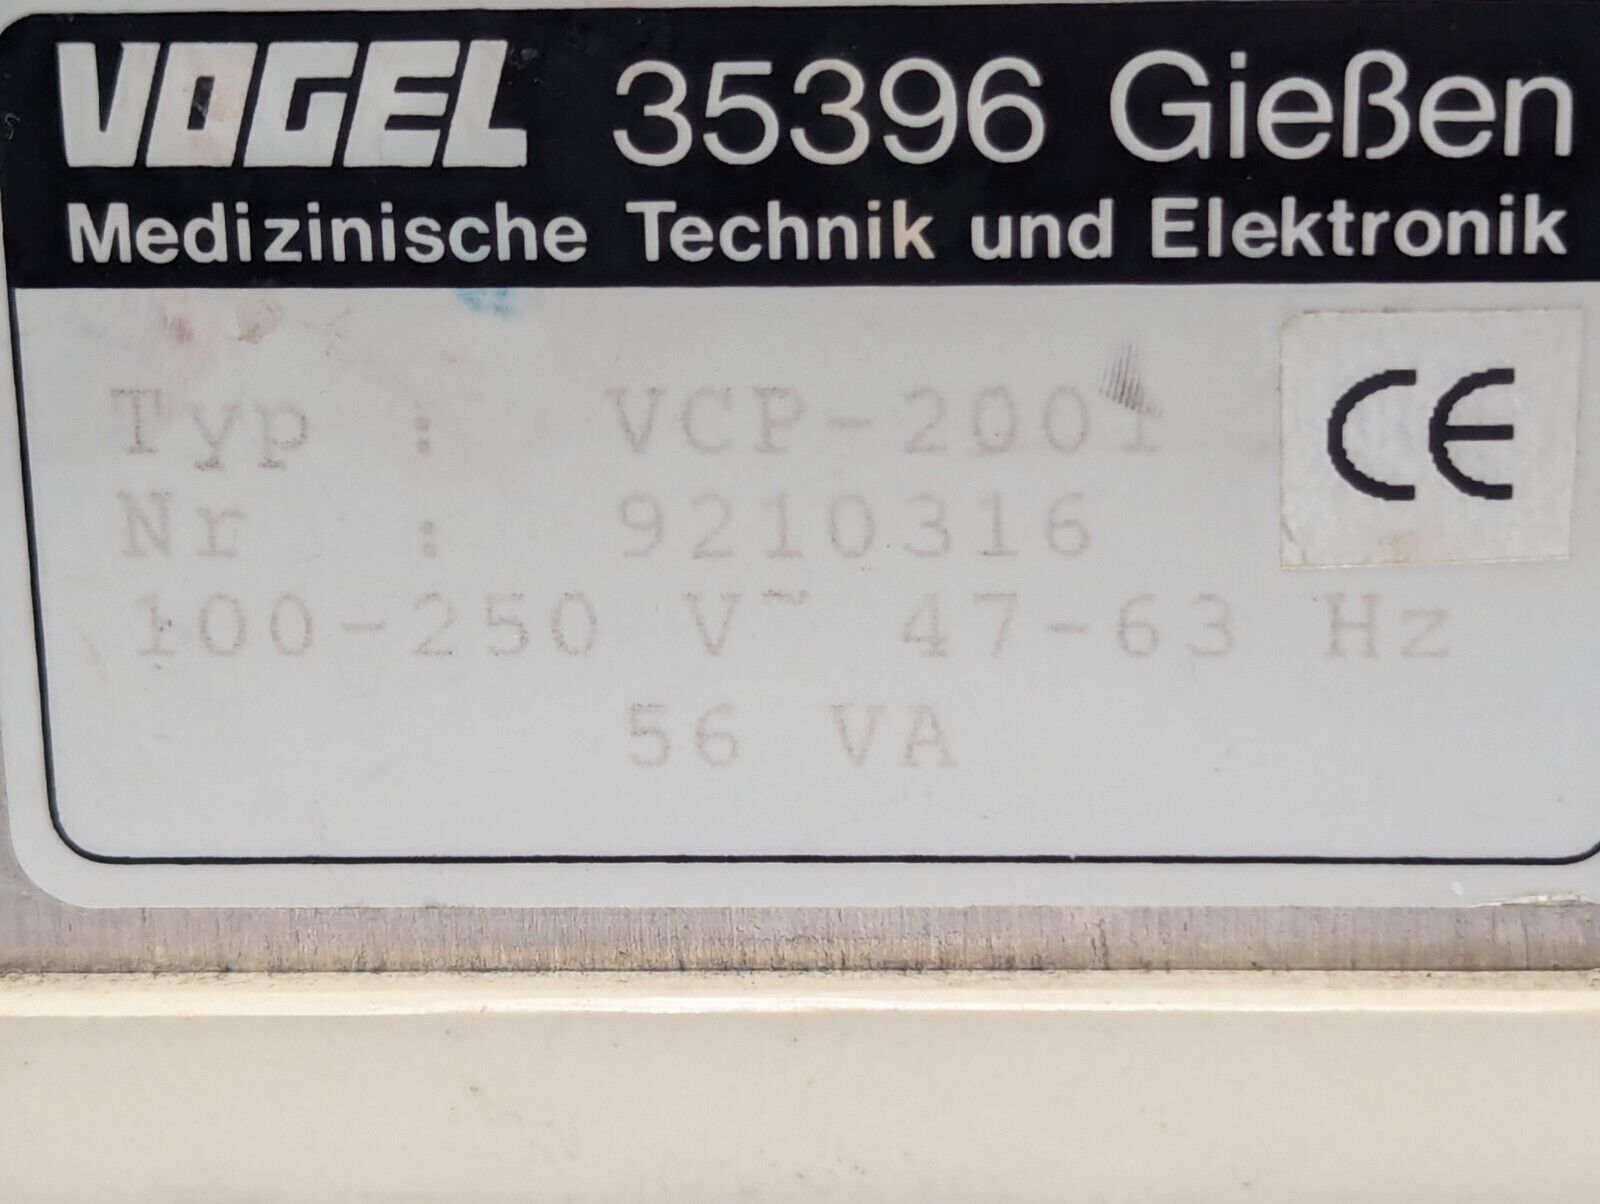 VOGEL 35396 Gießen
Medizinische Technik und Elektronik
Typ : VCP-2001
Nr : 9210316
100-250 V~ 47-63 Hz
56 VA
CE